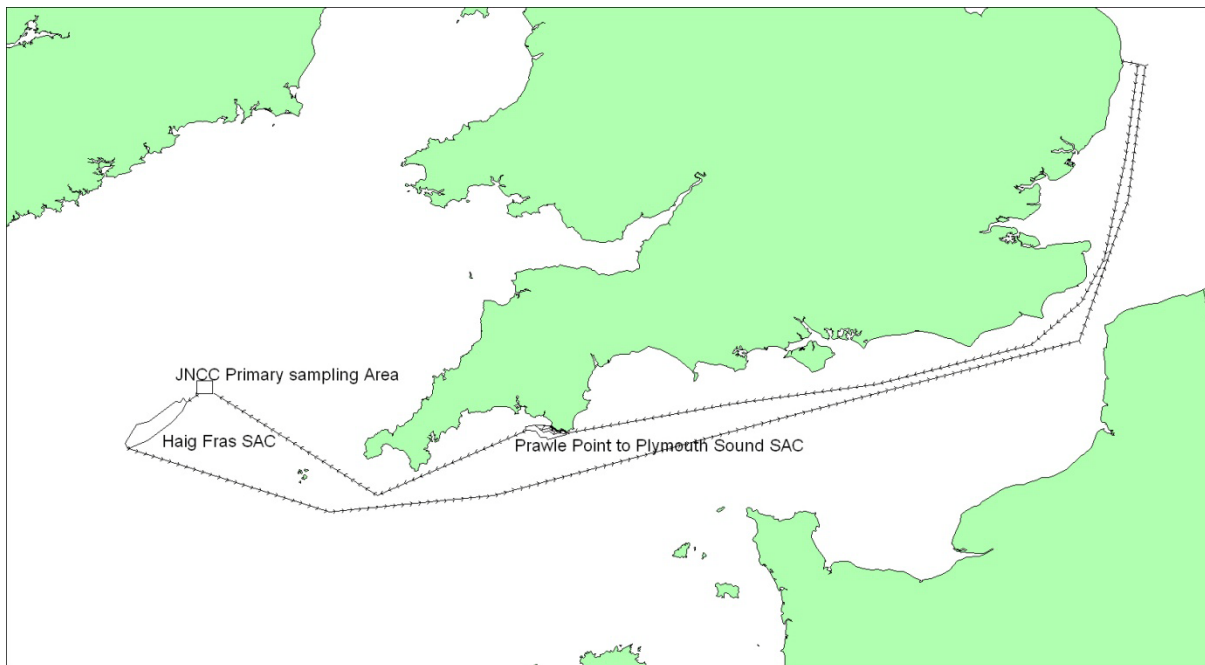 JNCC Primary sampling Area
Haig Fras SAC
Prawle Point to Plymouth Sound SAC